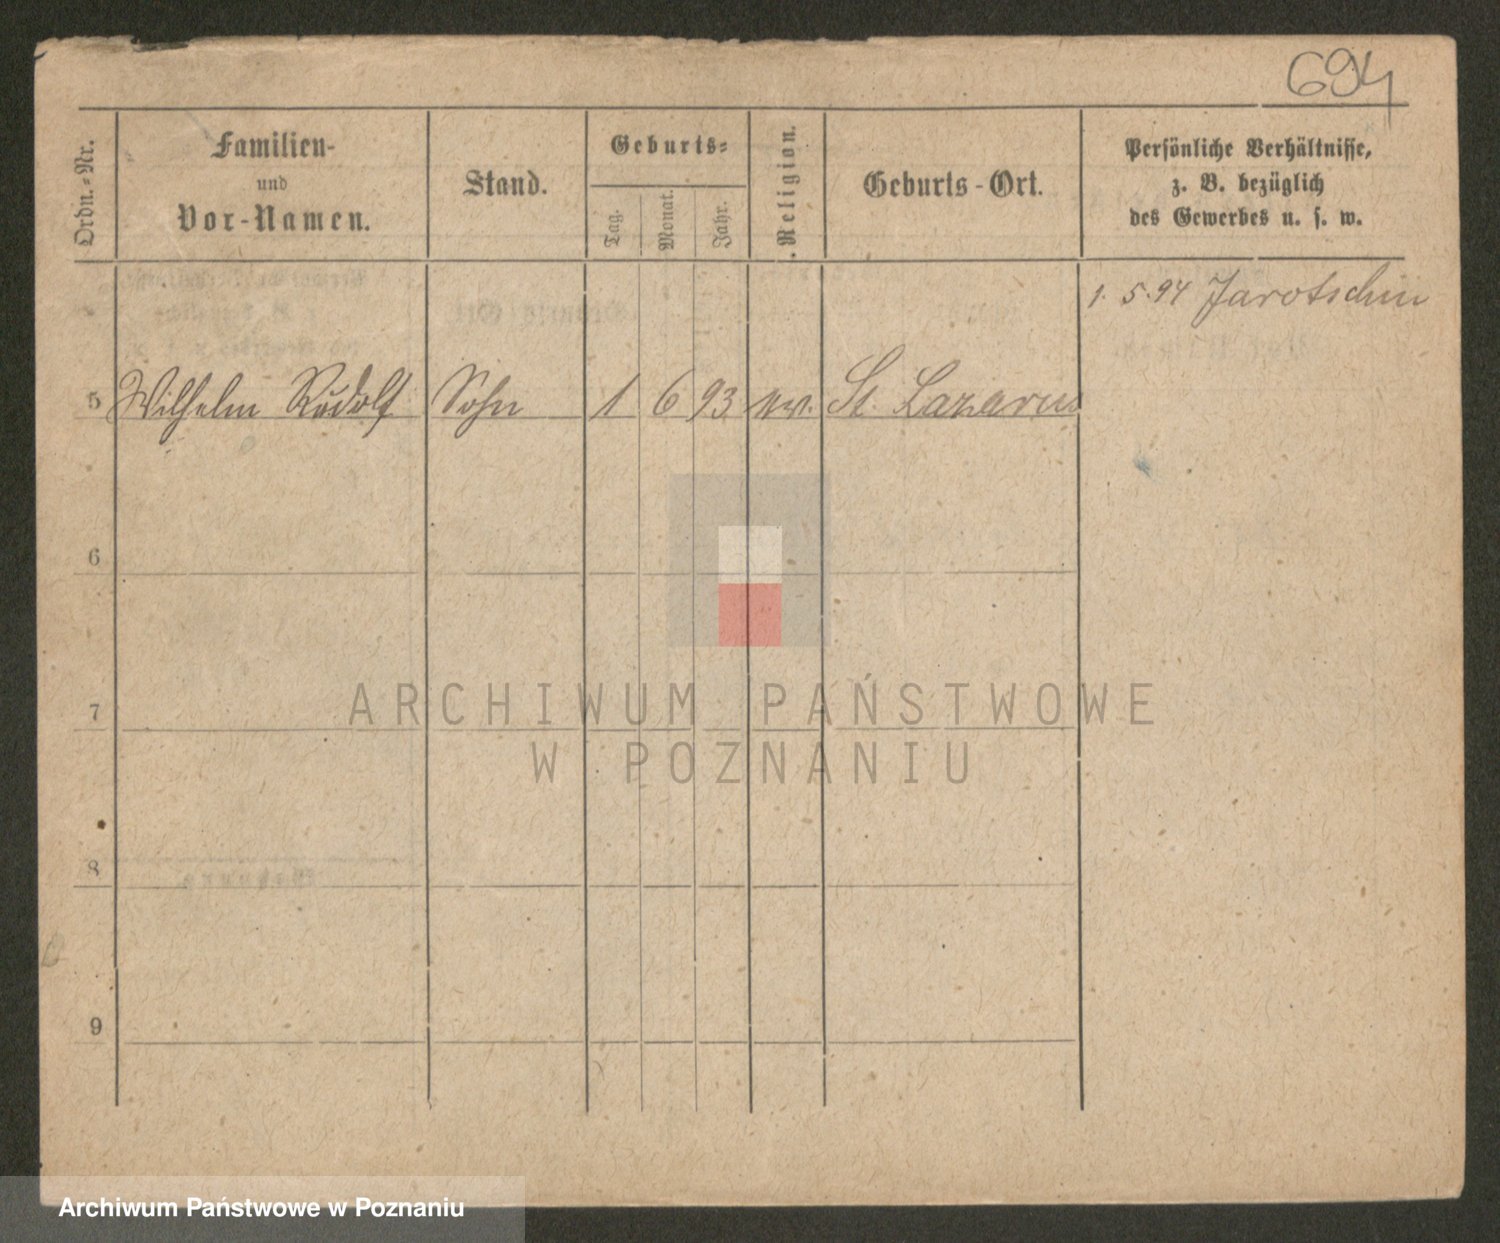 694
Ordn.-Nr.
Familien-
und
Vor-Namen.
Stand.
Geburts-
Tag.
Monat.
Jahr.
Religion.
Geburts-Ort.
Persönliche Verhältnisse,
z. B. bezüglich
des Gewerbes u. s. w.
1. 5. 94 Jarotschin
5 Wilhelm Rudolf Sohn 1 6 93 ev. St. Lazarus
6
7
8
9
ARCHIWUM PAŃSTWOWE
W POZNANIU
Archiwum Państwowe w Poznaniu